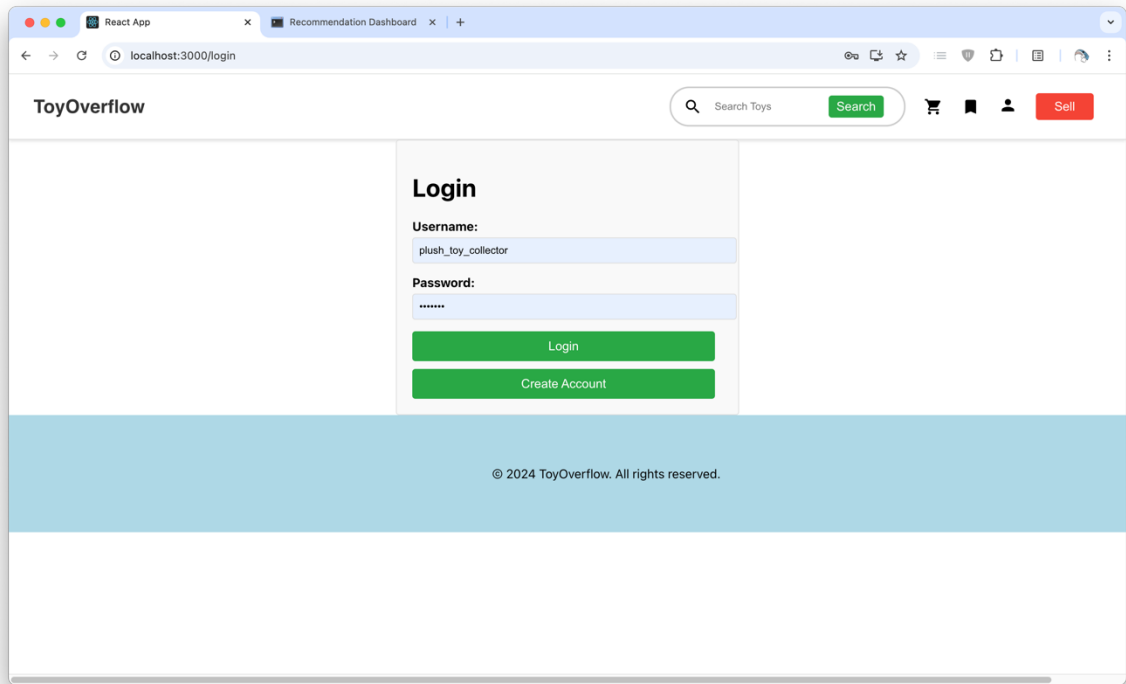 React App
Recommendation Dashboard
localhost:3000/login
ToyOverflow
Search Toys
Search
Sell
Login
Username:
plush_toy_collector
Password:
•••••••
Login
Create Account
© 2024 ToyOverflow. All rights reserved.